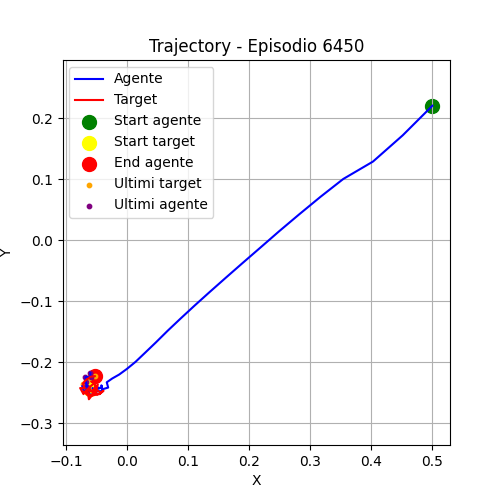 Trajectory - Episodio 6450
Agente
Target
Start agente
Start target
End agente
Ultimi target
Ultimi agente
Y
0.2
0.1
0.0
−0.1
−0.2
−0.3
−0.1
0.0
0.1
0.2
0.3
0.4
0.5
X